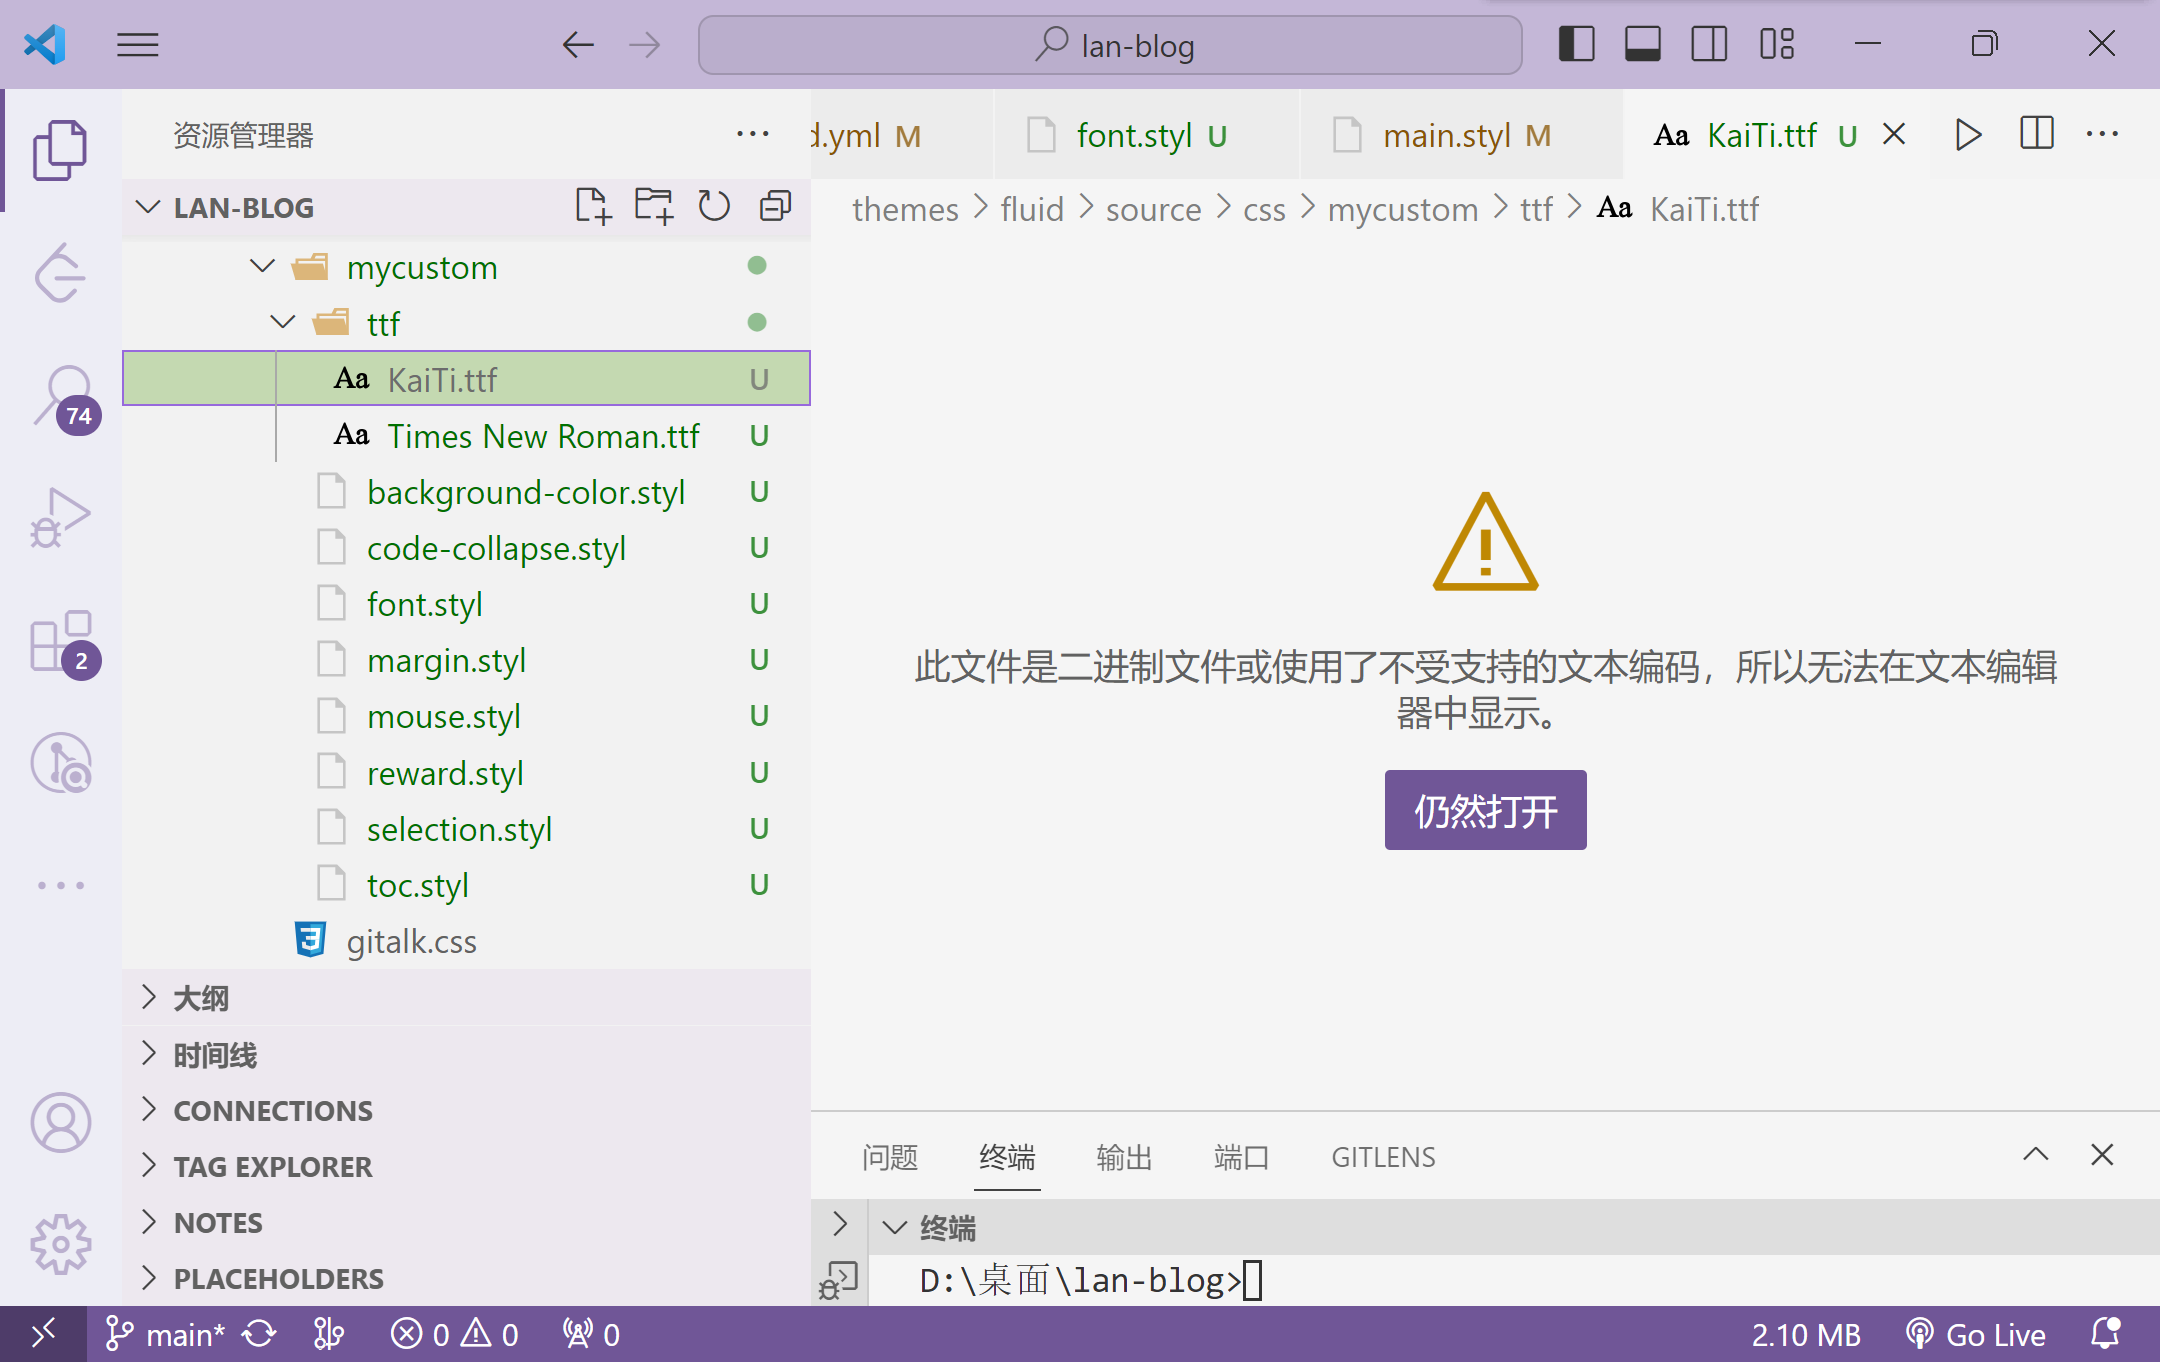 lan-blog
资源管理器
LAN-BLOG
mycustom
ttf
Aa KaiTi.ttf U
Aa Times New Roman.ttf U
background-color.styl U
code-collapse.styl U
font.styl U
margin.styl U
mouse.styl U
reward.styl U
selection.styl U
toc.styl U
gitalk.css
大纲
时间线
CONNECTIONS
TAG EXPLORER
NOTES
PLACEHOLDERS
74
2
d.yml M
font.styl U
main.styl M
Aa KaiTi.ttf U
themes > fluid > source > css > mycustom > ttf > Aa KaiTi.ttf
此文件是二进制文件或使用了不受支持的文本编码，所以无法在文本编辑
器中显示。
仍然打开
问题 终端 输出 端口 GITLENS
终端
D:\桌面\lan-blog>
main* 0 0 0
2.10 MB Go Live